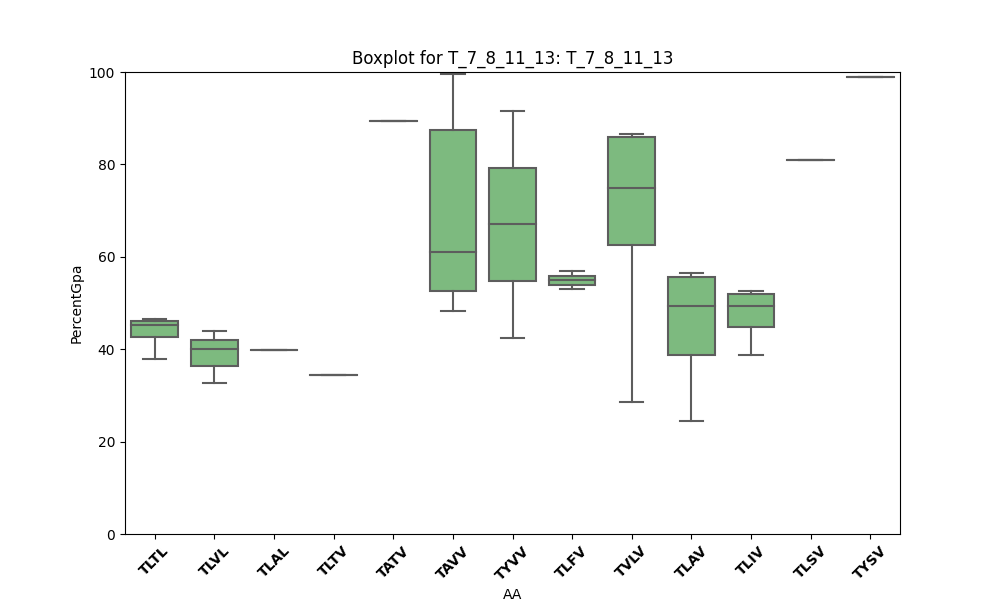 Boxplot for T_7_8_11_13: T_7_8_11_13
100
80
60
40
20
0
PercentGpa
TLTL
TLVL
TLAL
TLTV
TATV
TAVV
TYVV
TLFV
TVLV
TLAV
TLIV
TLSV
TYSV
AA